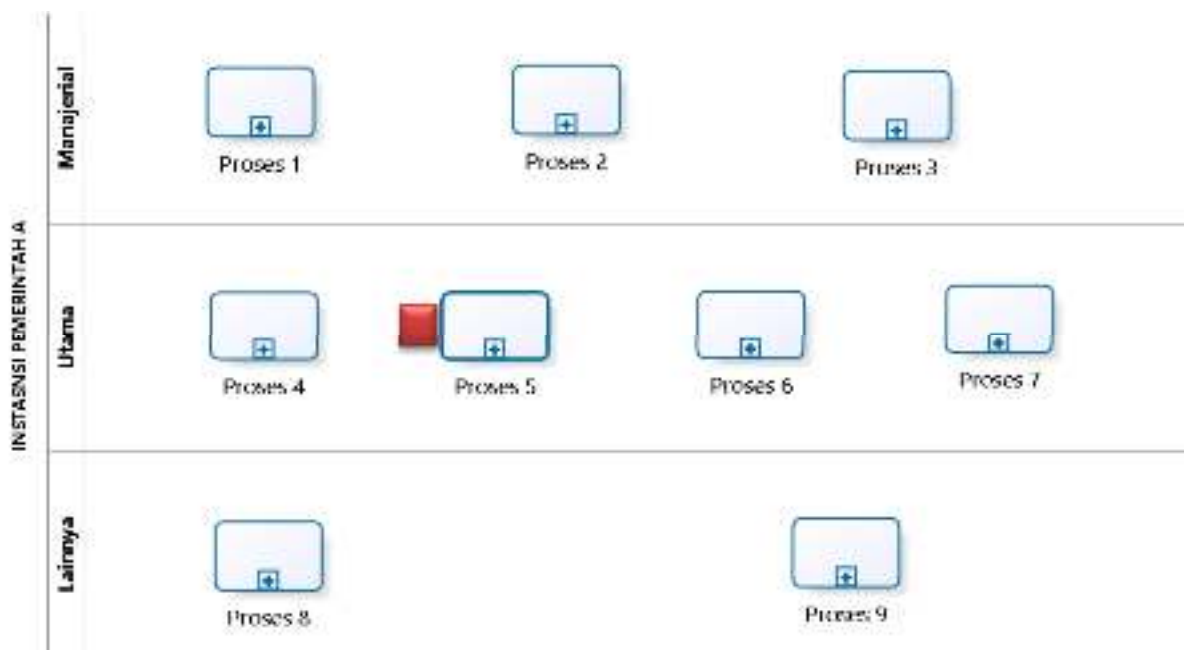 INSTASNSI PEMERINTAH A
Manajerial
Proses 1
Proses 2
Proses 3
Utama
Proses 4
Proses 5
Proses 6
Proses 7
Lainnya
Proses 8
Proses 9